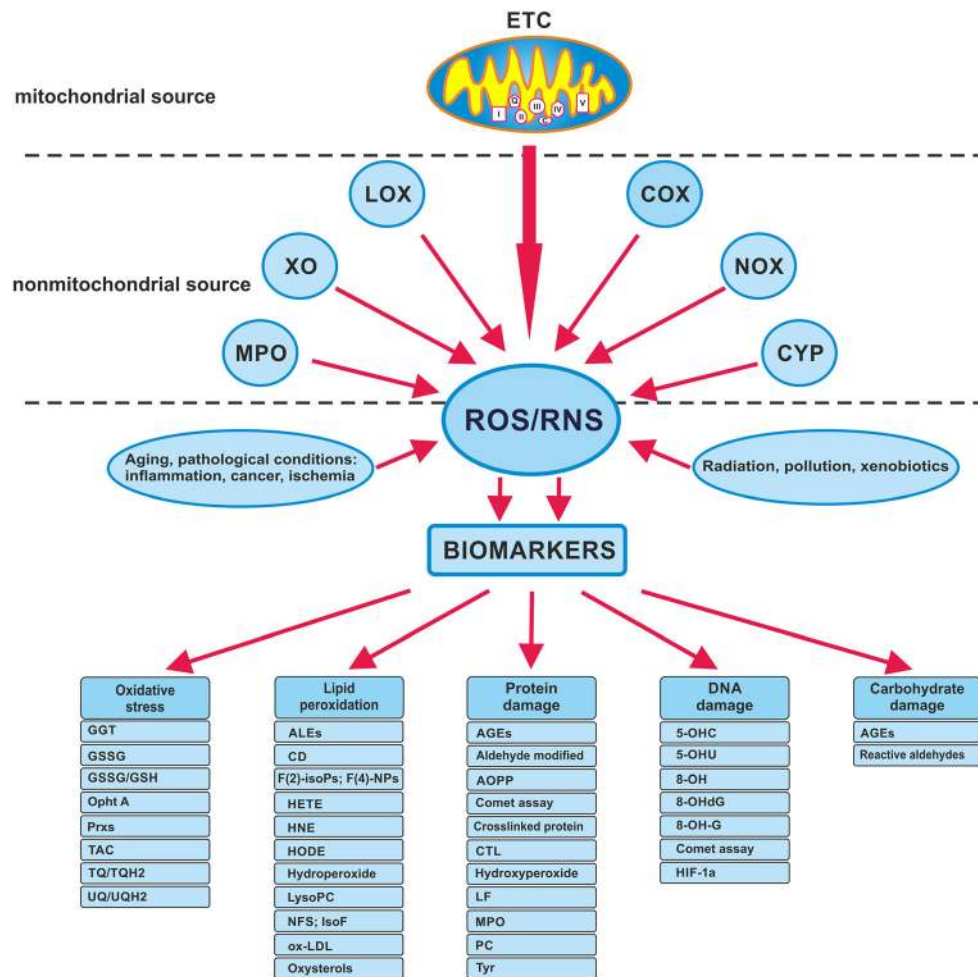 ETC
mitochondrial source
I
Q
II
III
C
IV
V
LOX
COX
XO
NOX
nonmitochondrial source
MPO
CYP
ROS/RNS
Aging, pathological conditions:
inflammation, cancer, ischemia
Radiation, pollution, xenobiotics
BIOMARKERS
Oxidative
stress
GGT
GSSG
GSSG/GSH
Opht A
Prxs
TAC
TQ/TQH2
UQ/UQH2
Lipid
peroxidation
ALEs
CD
F(2)-isoPs; F(4)-NPs
HETE
HNE
HODE
Hydroperoxide
LysoPC
NFS; IsoF
ox-LDL
Oxysterols
Protein
damage
AGEs
Aldehyde modified
AOPP
Comet assay
Crosslinked protein
CTL
Hydroxyperoxide
LF
MPO
PC
Tyr
DNA
damage
5-OHC
5-OHU
8-OH
8-OHdG
8-OH-G
Comet assay
HIF-1a
Carbohydrate
damage
AGEs
Reactive aldehydes